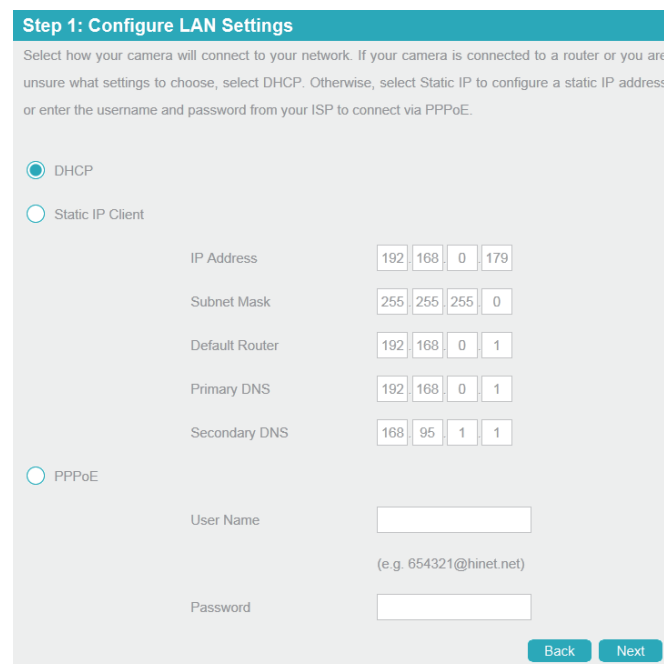 Step 1: Configure LAN Settings
Select how your camera will connect to your network. If your camera is connected to a router or you are
unsure what settings to choose, select DHCP. Otherwise, select Static IP to configure a static IP address
or enter the username and password from your ISP to connect via PPPoE.
DHCP
Static IP Client
IP Address 192 . 168 . 0 . 179
Subnet Mask 255 . 255 . 255 . 0
Default Router 192 . 168 . 0 . 1
Primary DNS 192 . 168 . 0 . 1
Secondary DNS 168 . 95 . 1 . 1
PPPoE
User Name
(e.g. 654321@hinet.net)
Password
Back Next